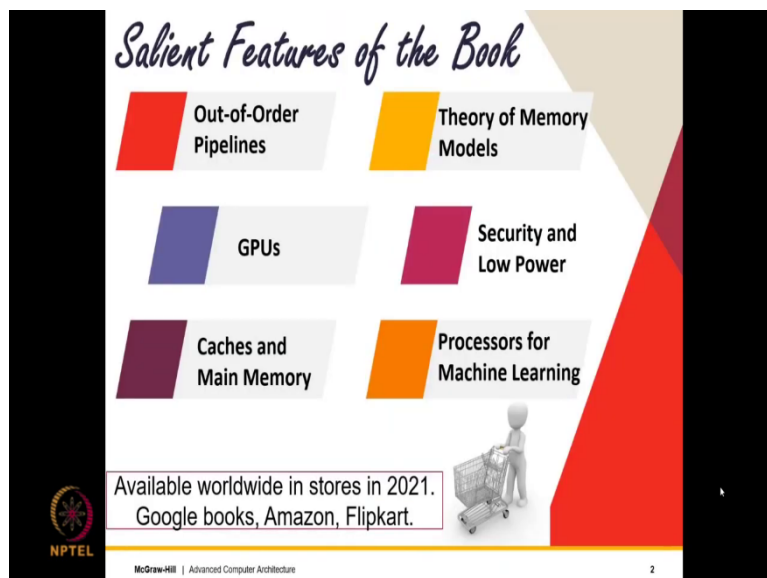 Salient Features of the Book
Out-of-Order
Pipelines
Theory of Memory
Models
GPUs
Security and
Low Power
Caches and
Main Memory
Processors for
Machine Learning
Available worldwide in stores in 2021.
Google books, Amazon, Flipkart.
NPTEL
McGraw-Hill | Advanced Computer Architecture
2